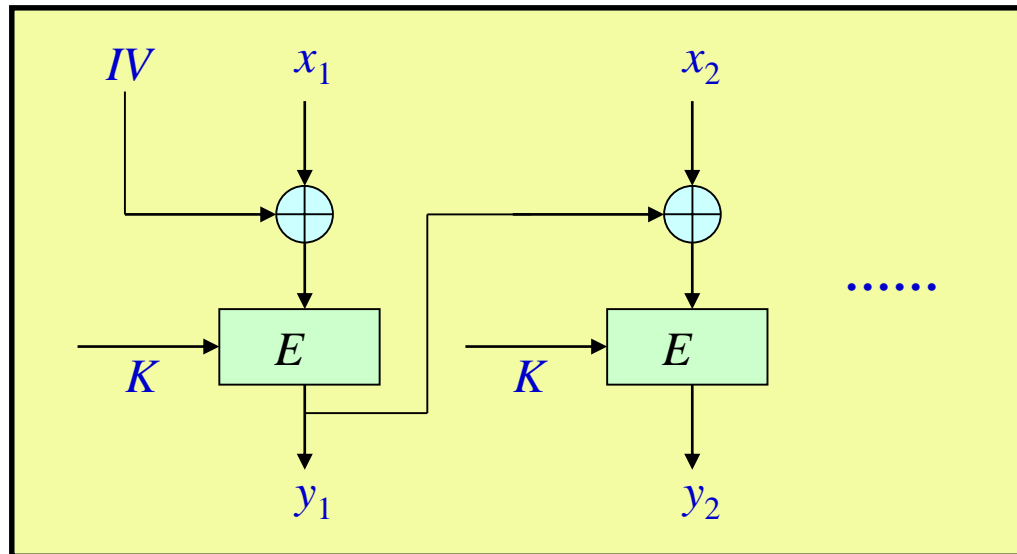 IV x₁ x₂
......
E E
K K
y₁ y₂